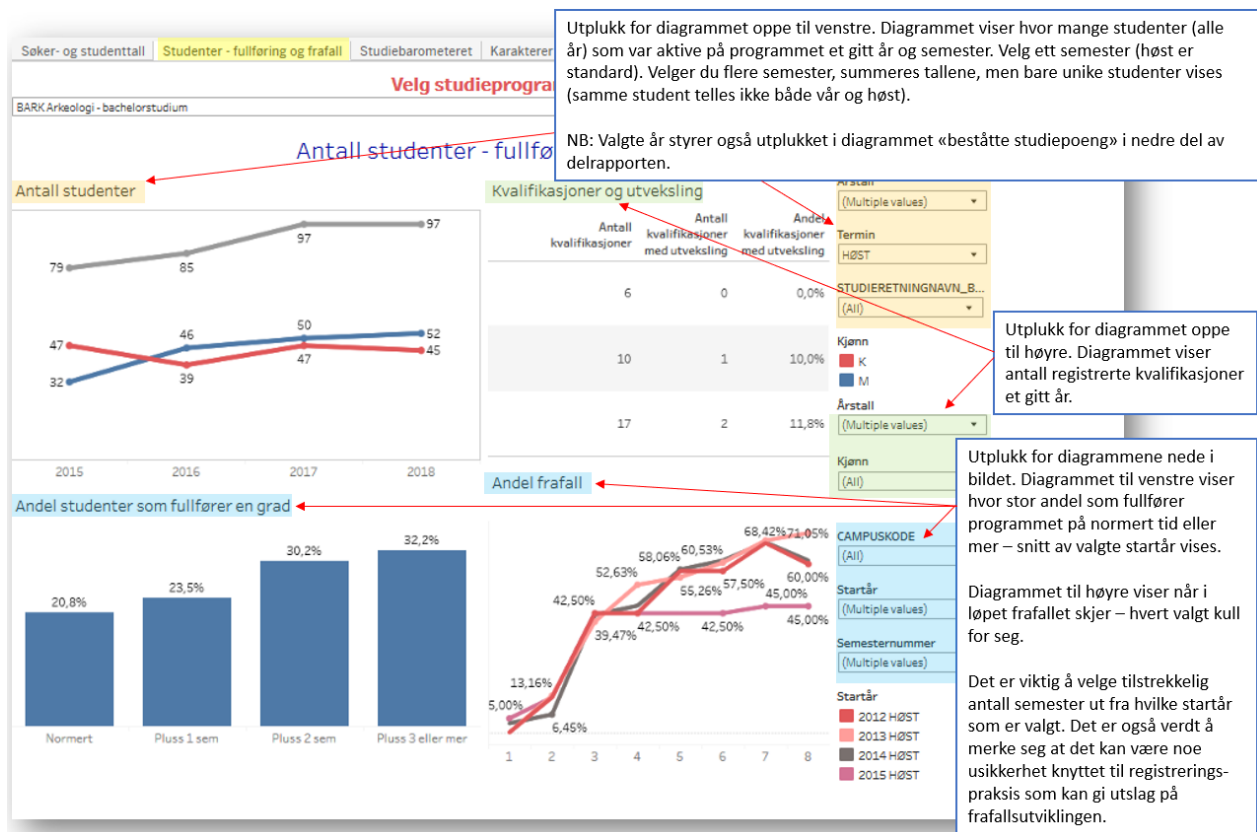 Utplukk for diagrammet oppe til venstre. Diagrammet viser hvor mange studenter (alle
år) som var aktive på programmet et gitt år og semester. Velg ett semester (høst er
standard). Velger du flere semester, summeres tallene, men bare unike studenter vises
(samme student telles ikke både vår og høst).
NB: Valgte år styrer også utplukket i diagrammet «beståtte studiepoeng» i nedre del av
delrapporten.
Søker- og studenttall
Studenter - fullføring og frafall
Studiebarometeret
Karakterer
Velg studieprogra
BARK Arkeologi - bachelorstudium
Antall studenter - fullfø
Antall studenter
79
85
97
97
47
46
50
52
32
39
47
45
2015
2016
2017
2018
Kvalifikasjoner og utveksling
Antall
kvalifikasjoner
Antall
kvalifikasjoner
med utveksling
Andel
kvalifikasjoner
med utveksling
6
0
0,0%
10
1
10,0%
17
2
11,8%
Årstall
(Multiple values)
Termin
HØST
STUDIERETNINGNAVN_B...
(All)
Kjønn
K
M
Årstall
(Multiple values)
Kjønn
(All)
Utplukk for diagrammet oppe
til høyre. Diagrammet viser
antall registrerte kvalifikasjoner
et gitt år.
Andel studenter som fullfører en grad
20,8%
23,5%
30,2%
32,2%
Normert
Pluss 1 sem
Pluss 2 sem
Pluss 3 eller mer
Andel frafall
68,42%
71,05%
58,06%
60,53%
52,63%
57,50%
60,00%
55,26%
42,50%
45,00%
39,47%
42,50%
42,50%
45,00%
13,16%
5,00%
6,45%
1
2
3
4
5
6
7
8
CAMPUSKODE
(All)
Startår
(Multiple values)
Semesternummer
(Multiple values)
Startår
2012 HØST
2013 HØST
2014 HØST
2015 HØST
Utplukk for diagrammene nede i
bildet. Diagrammet til venstre viser
hvor stor andel som fullfører
programmet på normert tid eller
mer – snitt av valgte startår vises.
Diagrammet til høyre viser når i
løpet frafallet skjer – hvert valgt kull
for seg.
Det er viktig å velge tilstrekkelig
antall semester ut fra hvilke startår
som er valgt. Det er også verdt å
merke seg at det kan være noe
usikkerhet knyttet til registrerings-
praksis som kan gi utslag på
frafallsutviklingen.